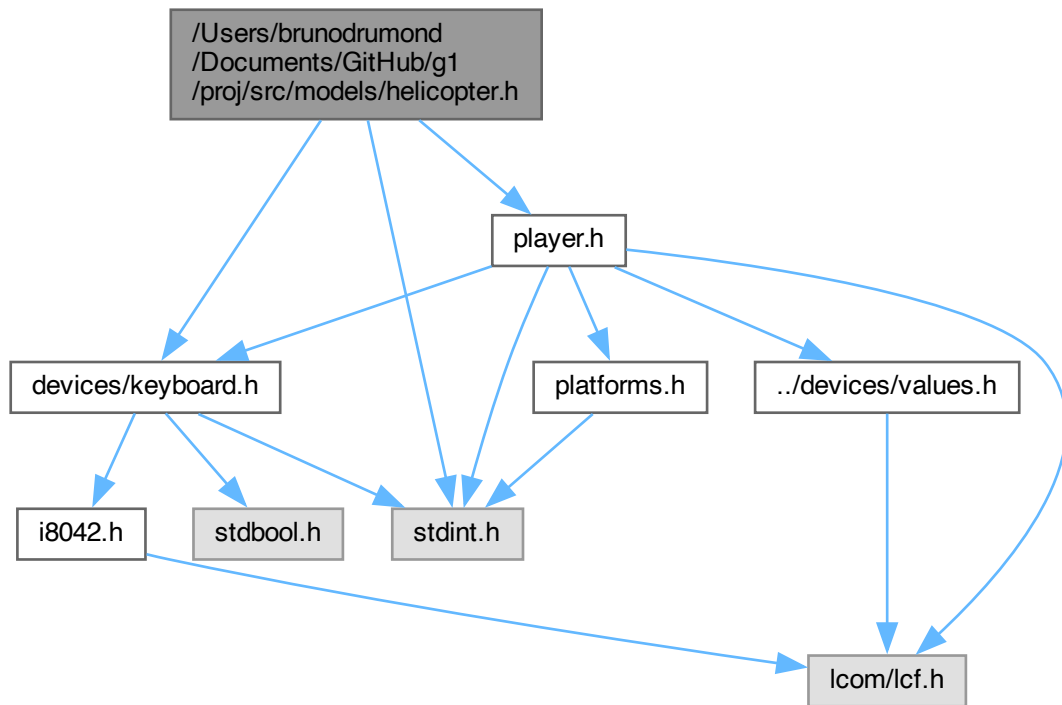 /Users/brunodrumond
/Documents/GitHub/g1
/proj/src/models/helicopter.h
player.h
devices/keyboard.h
platforms.h
../devices/values.h
i8042.h
stdbool.h
stdint.h
lcom/lcf.h